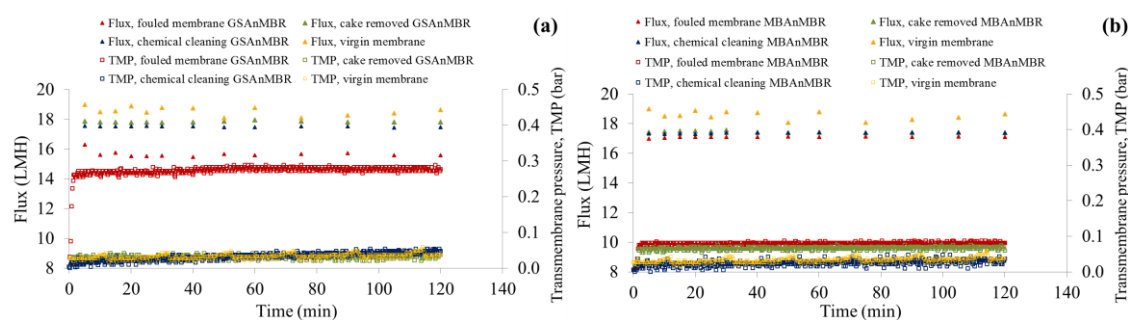 Flux, fouled membrane GSAnMBR
Flux, cake removed GSAnMBR
Flux, chemical cleaning GSAnMBR
Flux, virgin membrane
TMP, fouled membrane GSAnMBR
TMP, cake removed GSAnMBR
TMP, chemical cleaning GSAnMBR
TMP, virgin membrane
(a)
Flux (LMH)
20
18
16
14
12
10
8
0.5
0.4
0.3
0.2
0.1
0.0
Transmembrane pressure, TMP (bar)
0 20 40 60 80 100 120 140
Time (min)
Flux, fouled membrane MBAnMBR
Flux, cake removed MBAnMBR
Flux, chemical cleaning MBAnMBR
Flux, virgin membrane
TMP, fouled membrane MBAnMBR
TMP, cake removed MBAnMBR
TMP, chemical cleaning MBAnMBR
TMP, virgin membrane
(b)
Flux (LMH)
20
18
16
14
12
10
8
0.5
0.4
0.3
0.2
0.1
0.0
Transmembrane pressure, TMP (bar)
0 20 40 60 80 100 120 140
Time (min)